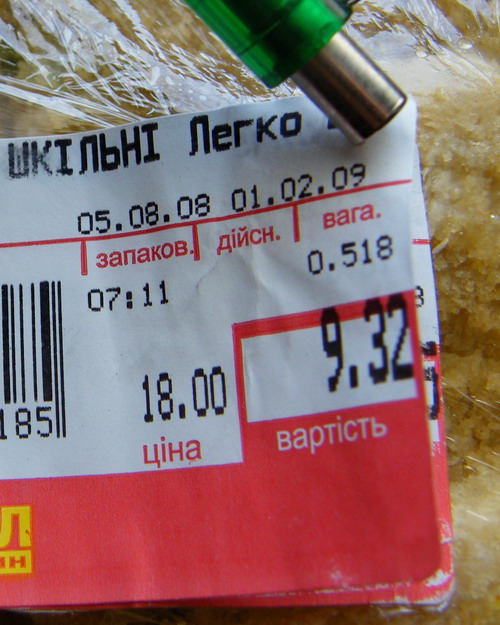 ШКІЛЬНІ Легко
05.08.08 01.02.09
запаков. дійсн. вага.
07:11 0.518
18.00 9.32
185
ціна вартість